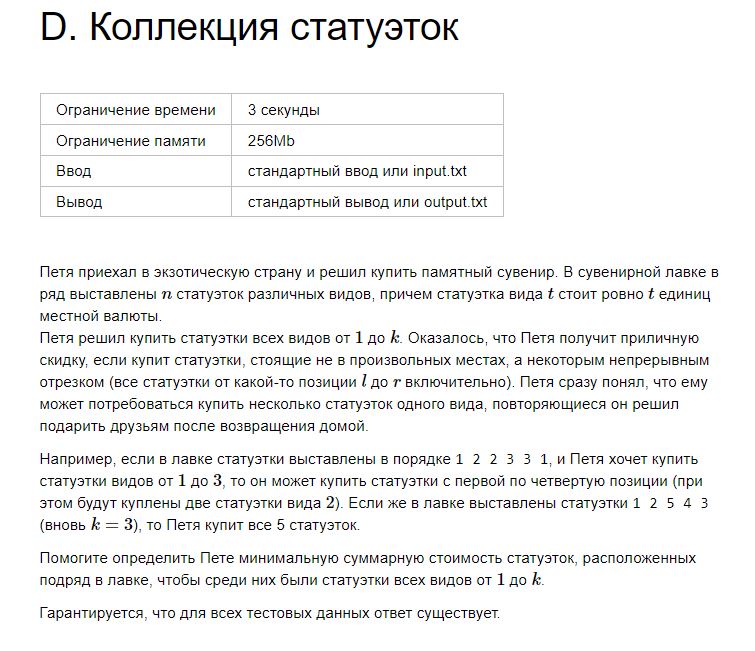 D. Коллекция статуэток
Ограничение времени 3 секунды
Ограничение памяти 256Mb
Ввод стандартный ввод или input.txt
Вывод стандартный вывод или output.txt
Петя приехал в экзотическую страну и решил купить памятный сувенир. В сувенирной лавке в
ряд выставлены n статуэток различных видов, причем статуэтка вида t стоит ровно t единиц
местной валюты.
Петя решил купить статуэтки всех видов от 1 до k. Оказалось, что Петя получит приличную
скидку, если купит статуэтки, стоящие не в произвольных местах, а некоторым непрерывным
отрезком (все статуэтки от какой-то позиции l до r включительно). Петя сразу понял, что ему
может потребоваться купить несколько статуэток одного вида, повторяющиеся он решил
подарить друзьям после возвращения домой.
Например, если в лавке статуэтки выставлены в порядке 1 2 2 3 3 1, и Петя хочет купить
статуэтки видов от 1 до 3, то он может купить статуэтки с первой по четвертую позиции (при
этом будут куплены две статуэтки вида 2). Если же в лавке выставлены статуэтки 1 2 5 4 3
(вновь k = 3), то Петя купит все 5 статуэток.
Помогите определить Пете минимальную суммарную стоимость статуэток, расположенных
подряд в лавке, чтобы среди них были статуэтки всех видов от 1 до k.
Гарантируется, что для всех тестовых данных ответ существует.